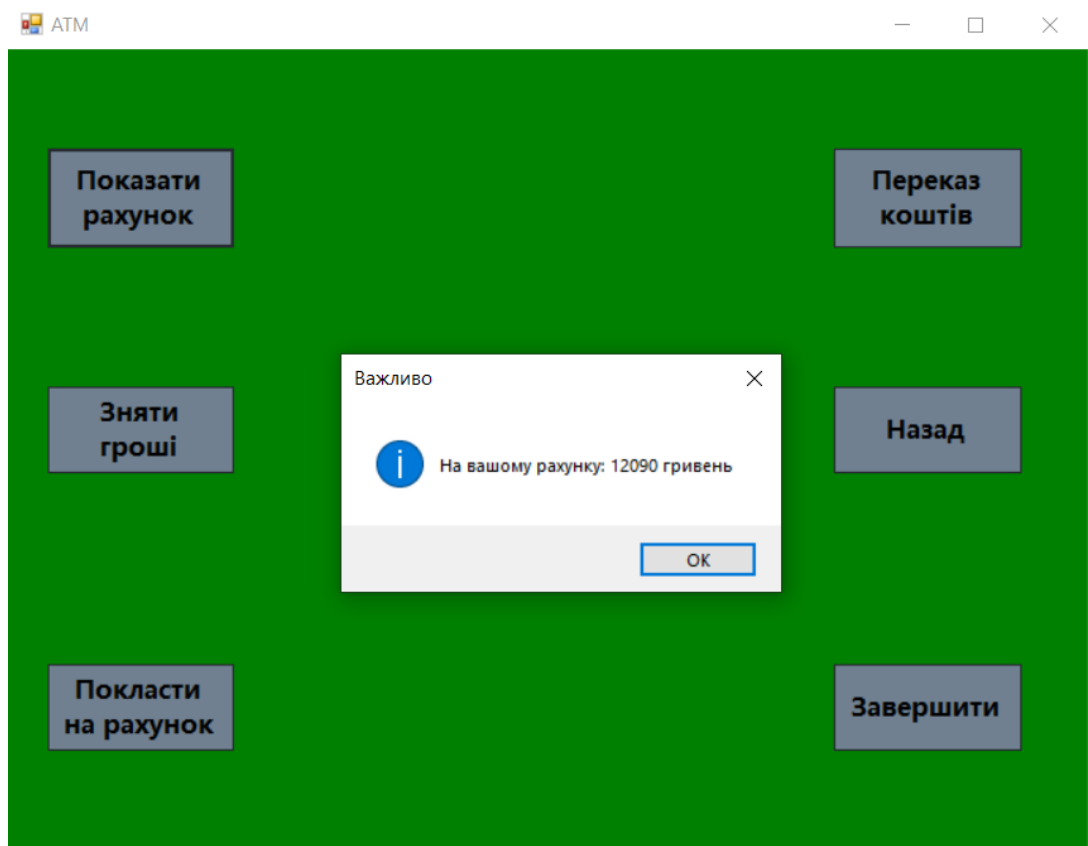 ATM
Показати
рахунок
Переказ
коштів
Важливо
На вашому рахунку: 12090 гривень
OK
Зняти
гроші
Назад
Покласти
на рахунок
Завершити